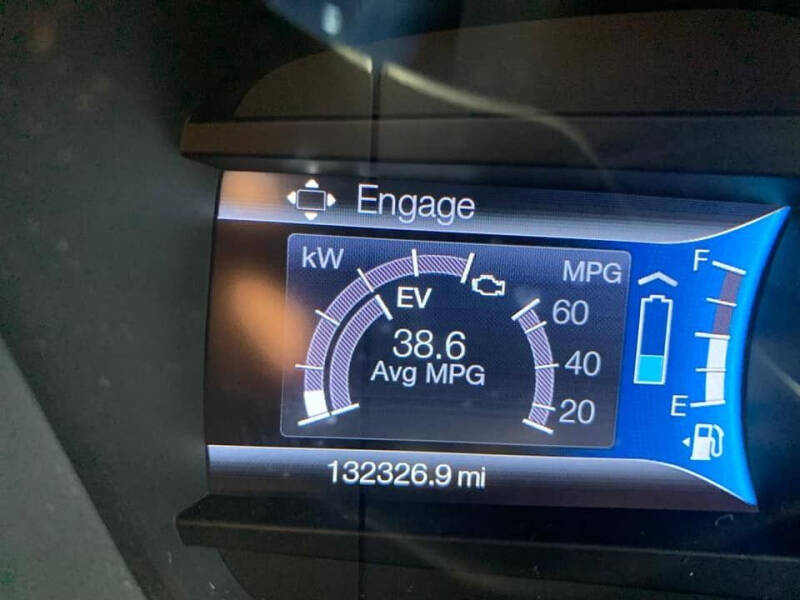 Engage
kW
MPG
F
EV
60
38.6
40
Avg MPG
20
E
132326.9 mi